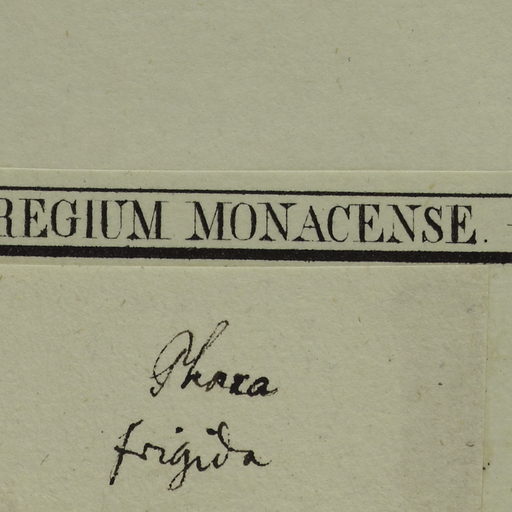 REGIUM MONACENSE.
Phaca
frigida